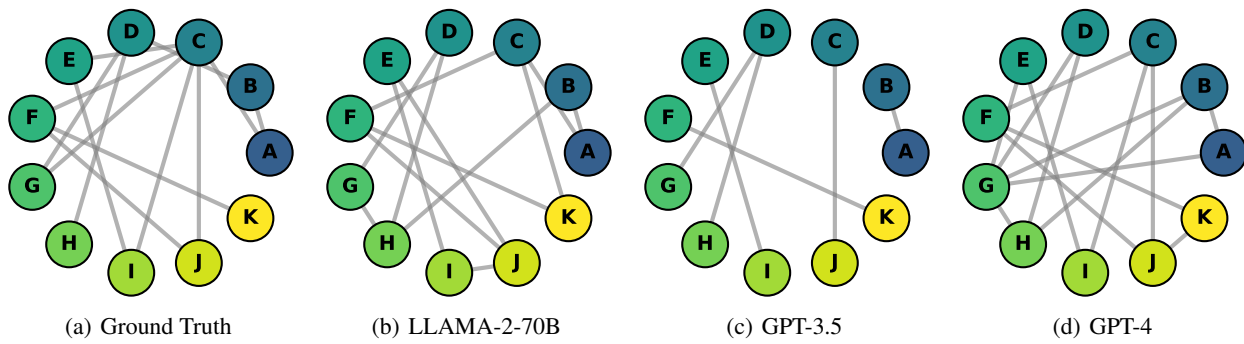 D C
E B
F A
G K
H I J
(a) Ground Truth
D C
E B
F A
G K
H I J
(b) LLAMA-2-70B
D C
E B
F A
G K
H I J
(c) GPT-3.5
D C
E B
F A
G K
H I J
(d) GPT-4